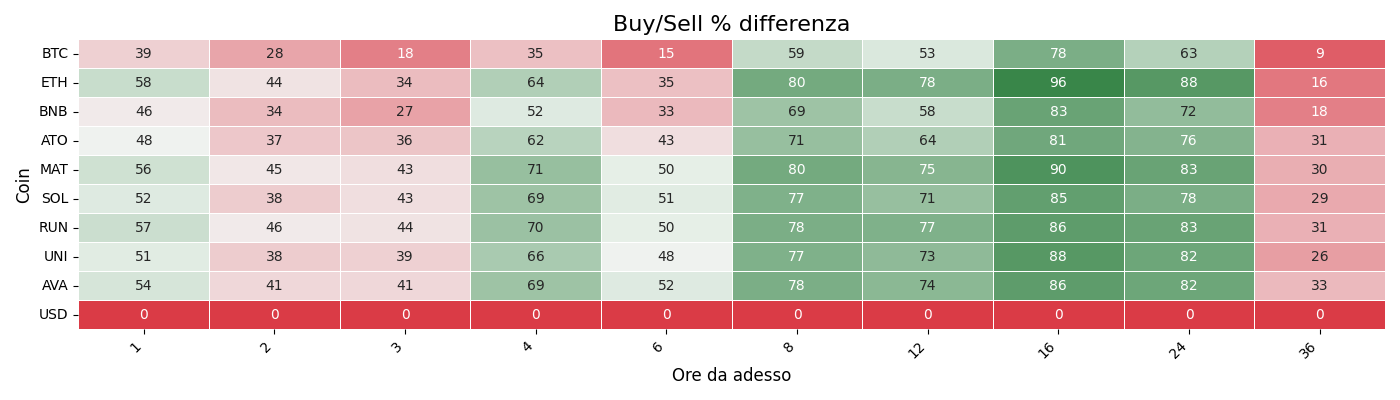 Buy/Sell % differenza
Coin
BTC 39 28 18 35 15 59 53 78 63 9
ETH 58 44 34 64 35 80 78 96 88 16
BNB 46 34 27 52 33 69 58 83 72 18
ATO 48 37 36 62 43 71 64 81 76 31
MAT 56 45 43 71 50 80 75 90 83 30
SOL 52 38 43 69 51 77 71 85 78 29
RUN 57 46 44 70 50 78 77 86 83 31
UNI 51 38 39 66 48 77 73 88 82 26
AVA 54 41 41 69 52 78 74 86 82 33
USD 0 0 0 0 0 0 0 0 0 0
1 2 3 4 6 8 12 16 24 36
Ore da adesso